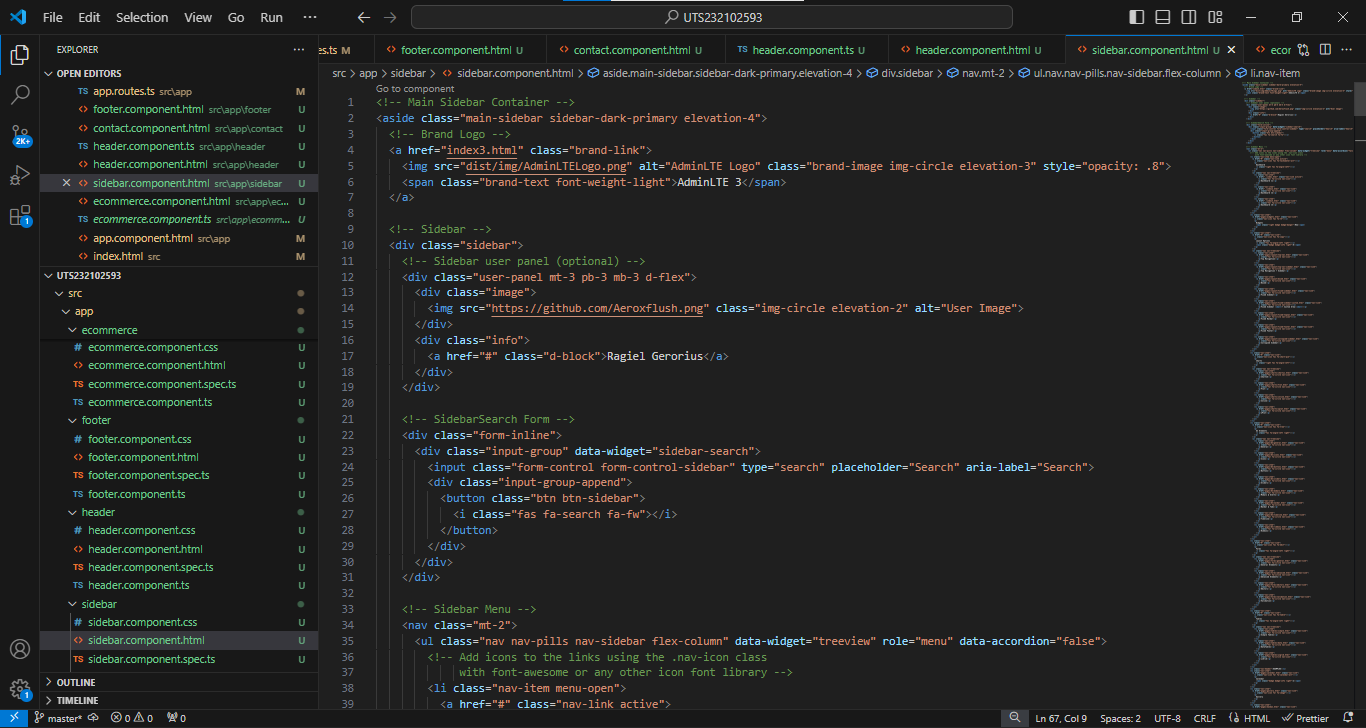 File Edit Selection View Go Run ··· UTS232102593
EXPLORER
es.ts M footer.component.html U contact.component.html U header.component.ts U header.component.html U sidebar.component.html U ecor
OPEN EDITORS
app.routes.ts src\app M
footer.component.html src\app\footer U
contact.component.html src\app\contact U
header.component.ts src\app\header U
header.component.html src\app\header U
sidebar.component.html src\app\sidebar U
ecommerce.component.html src\app\ec... U
ecommerce.component.ts src\app\ecomm... U
app.component.html src\app M
index.html src M
UTS232102593
src
app
ecommerce
ecommerce.component.css U
ecommerce.component.html U
ecommerce.component.spec.ts U
ecommerce.component.ts U
footer
footer.component.css U
footer.component.html U
footer.component.spec.ts U
footer.component.ts U
header
header.component.css U
header.component.html U
header.component.spec.ts U
header.component.ts U
sidebar
sidebar.component.css U
sidebar.component.html U
sidebar.component.spec.ts U
OUTLINE
TIMELINE
2K+
1
1
src > app > sidebar > sidebar.component.html > aside.main-sidebar.sidebar-dark-primary.elevation-4 > div.sidebar > nav.mt-2 > ul.nav.nav-pills.nav-sidebar.flex-column > li.nav-item
Go to component
1 <!-- Main Sidebar Container -->
2 <aside class="main-sidebar sidebar-dark-primary elevation-4">
3 <!-- Brand Logo -->
4 <a href="index3.html" class="brand-link">
5 <img src="dist/img/AdminLTELogo.png" alt="AdminLTE Logo" class="brand-image img-circle elevation-3" style="opacity: .8">
6 <span class="brand-text font-weight-light">AdminLTE 3</span>
7 </a>
8
9 <!-- Sidebar -->
10 <div class="sidebar">
11 <!-- Sidebar user panel (optional) -->
12 <div class="user-panel mt-3 pb-3 mb-3 d-flex">
13 <div class="image">
14 <img src="https://github.com/Aeroxflush.png" class="img-circle elevation-2" alt="User Image">
15 </div>
16 <div class="info">
17 <a href="#" class="d-block">Ragiel Gerorius</a>
18 </div>
19 </div>
20
21 <!-- SidebarSearch Form -->
22 <div class="form-inline">
23 <div class="input-group" data-widget="sidebar-search">
24 <input class="form-control form-control-sidebar" type="search" placeholder="Search" aria-label="Search">
25 <div class="input-group-append">
26 <button class="btn btn-sidebar">
27 <i class="fas fa-search fa-fw"></i>
28 </button>
29 </div>
30 </div>
31 </div>
32
33 <!-- Sidebar Menu -->
34 <nav class="mt-2">
35 <ul class="nav nav-pills nav-sidebar flex-column" data-widget="treeview" role="menu" data-accordion="false">
36 <!-- Add icons to the links using the .nav-icon class
37 with font-awesome or any other icon font library -->
38 <li class="nav-item menu-open">
39 <a href="#" class="nav-link active">
master* 0 0 0 Ln 67, Col 9 Spaces: 2 UTF-8 CRLF HTML Prettier